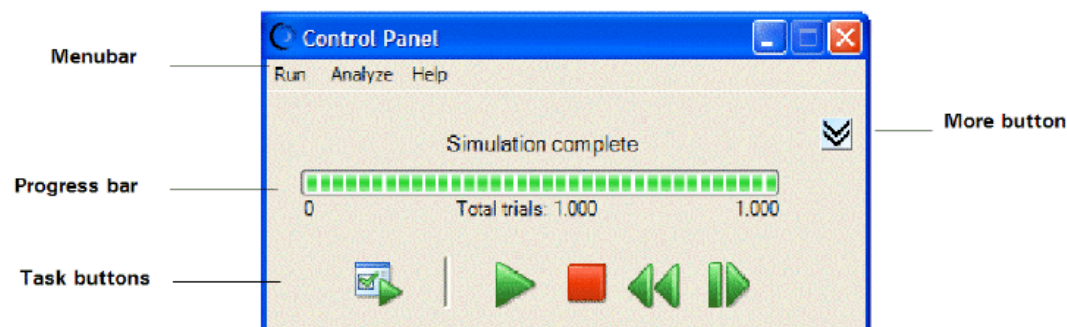 Control Panel
Menubar
Run Analyze Help
More button
Simulation complete
Progress bar
0 Total trials: 1.000 1.000
Task buttons